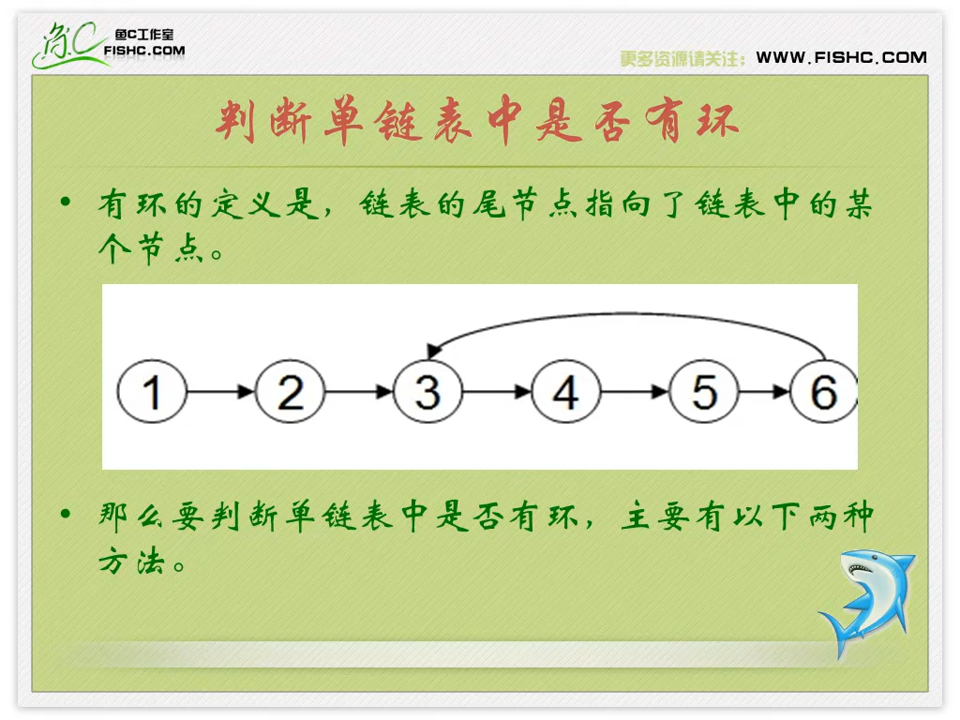 鱼C工作室
FISHC.COM
更多资源请关注：WWW.FISHC.COM
判断单链表中是否有环
• 有环的定义是，链表的尾节点指向了链表中的某
个节点。
1 2 3 4 5 6
• 那么要判断单链表中是否有环，主要有以下两种
方法。